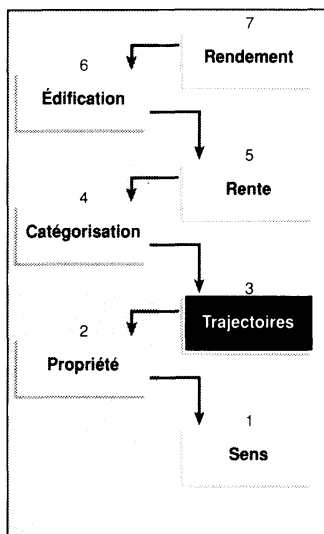 7
Rendement
6
Édification
5
Rente
4
Catégorisation
3
Trajectoires
2
Propriété
1
Sens